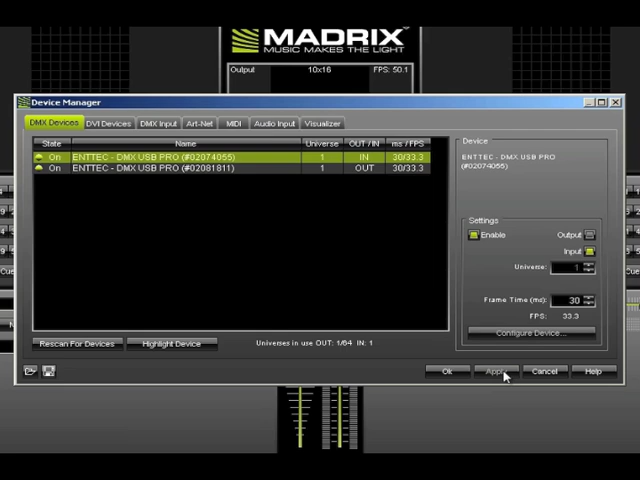 MADRIX®
MUSIC MAKES THE LIGHT
Output 10x16 FPS: 50.1
Device Manager
DMX Devices DVI Devices DMX Input Art-Net MIDI Audio Input Visualizer
State Name Universe OUT / IN ms / FPS
On ENTTEC - DMX USB PRO (#02074055) 1 IN 30/33.3
On ENTTEC - DMX USB PRO (#02081811) 1 OUT 30/33.3
Device
ENTTEC - DMX USB PRO
(#02074055)
Settings
Enable Output
Input
Universe: 1
Frame Time (ms): 30
FPS: 33.3
Configure Device...
Rescan For Devices Highlight Device Universes in use OUT: 1/64 IN: 1
Ok Apply Cancel Help